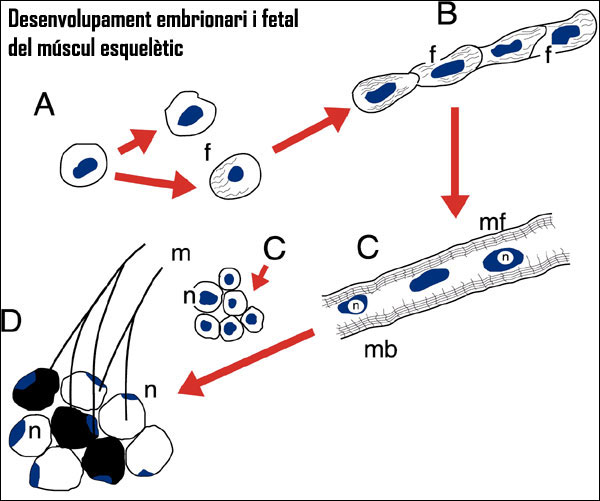 Desenvolupament embrionari i fetal
del múscul esquelètic
B
f
f
A
f
mf
m
C
C
n
n
n
D
mb
n
n